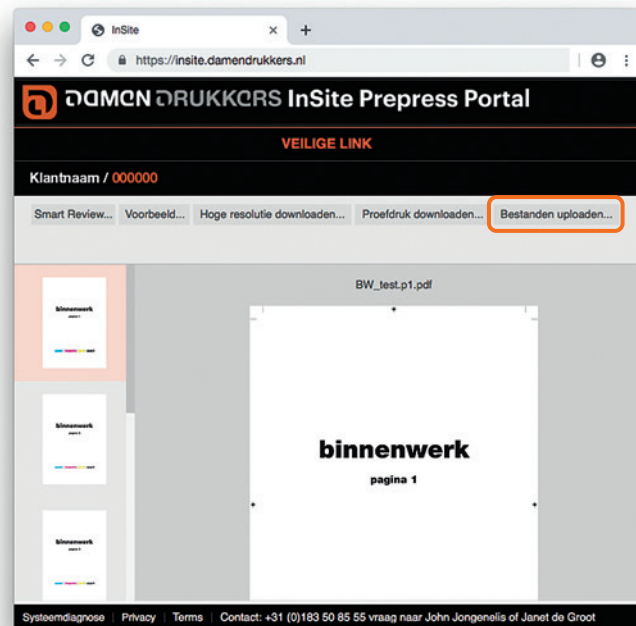 InSite
https://insite.damendrukkers.nl
DAMEN DRUKKERS InSite Prepress Portal
VEILIGE LINK
Klantnaam / 000000
Smart Review... Voorbeeld... Hoge resolutie downloaden... Proefdruk downloaden... Bestanden uploaden...
BW_test.p1.pdf
binnenwerk
pagina 1
binnenwerk
binnenwerk
binnenwerk
pagina 1
Systeemdiagnose Privacy Terms Contact: +31 (0)183 50 85 55 vraag naar John Jongenelis of Janet de Groot